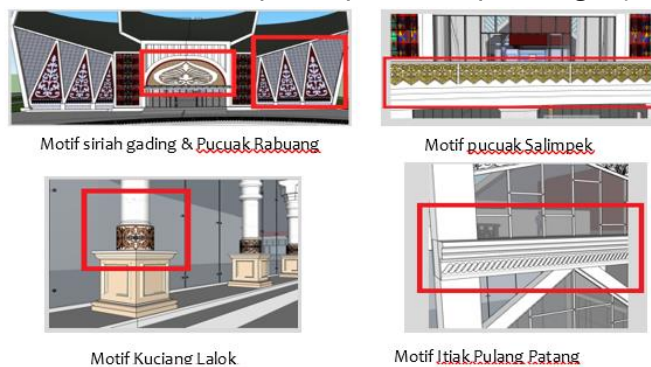 Motif siriah gading & Pucuak Rabuang
Motif pucuak Salimpek
Motif Kuciang Lalok
Motif Itiak Pulang Patang